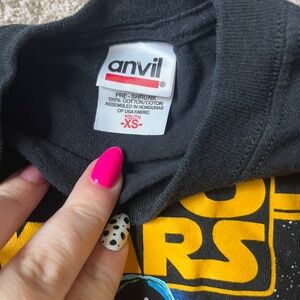 anvil
®
PRE-SHRUNK
100% COTTON/COTON
ASSEMBLED IN HONDURAS
OF USA FABRIC
YOUTH
-XS-
ARS